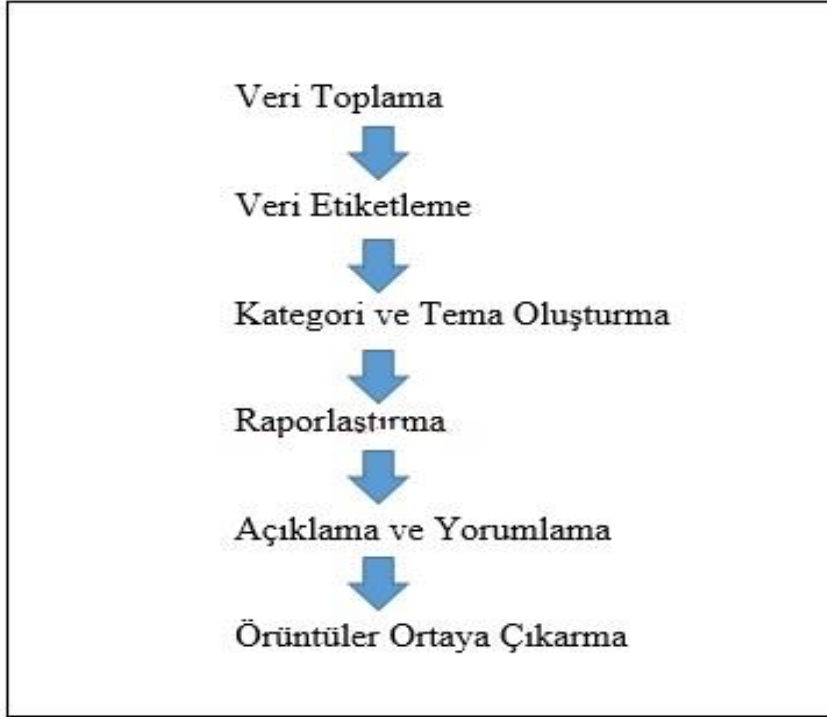 Veri Toplama
Veri Etiketleme
Kategori ve Tema Oluşturma
Raporlaştırma
Açıklama ve Yorumlama
Örüntüler Ortaya Çıkarma